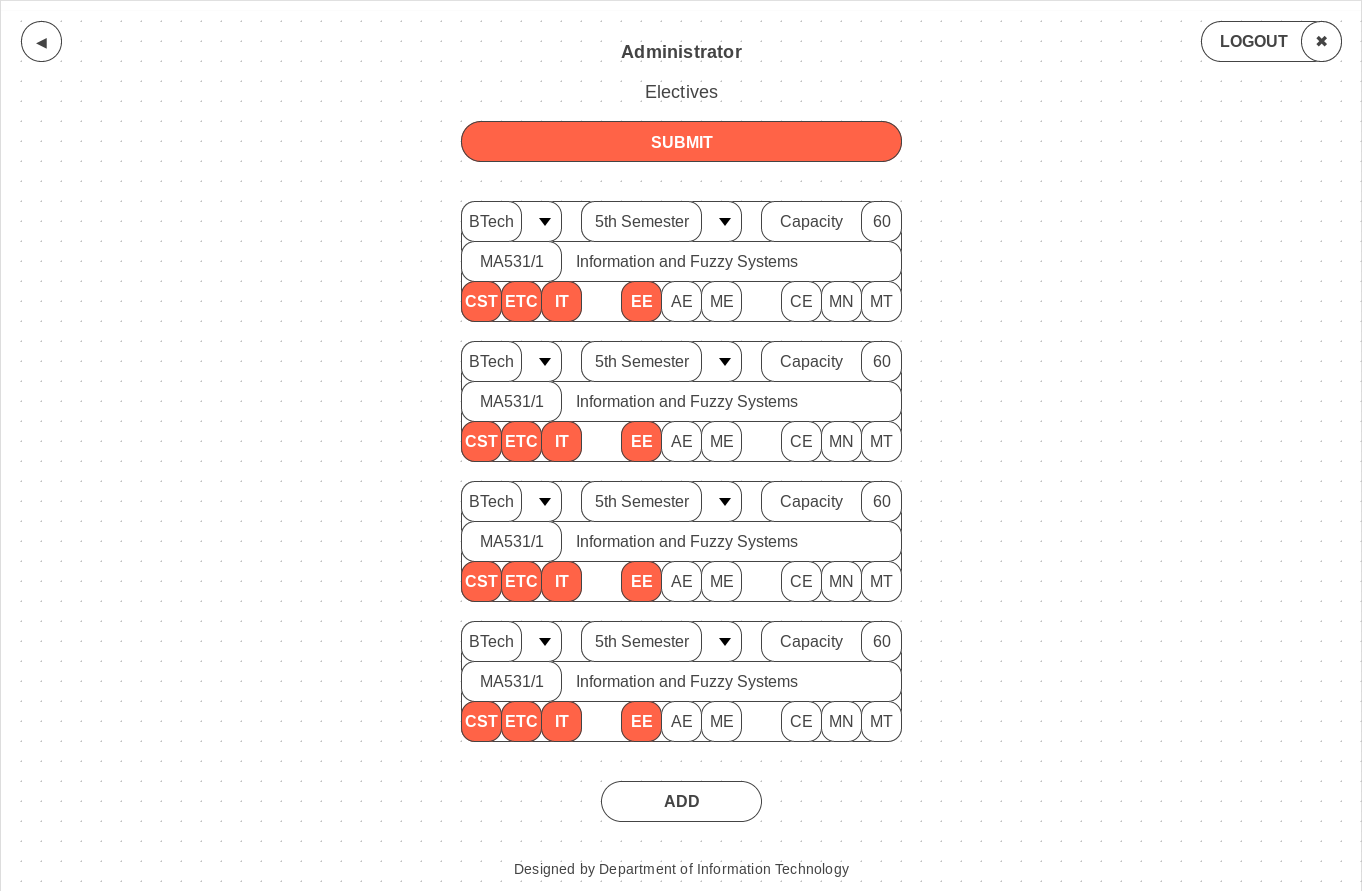 ◀
LOGOUT ✖
Administrator
Electives
SUBMIT
BTech 5th Semester Capacity 60
MA531/1 Information and Fuzzy Systems
CST ETC IT EE AE ME CE MN MT
BTech 5th Semester Capacity 60
MA531/1 Information and Fuzzy Systems
CST ETC IT EE AE ME CE MN MT
BTech 5th Semester Capacity 60
MA531/1 Information and Fuzzy Systems
CST ETC IT EE AE ME CE MN MT
BTech 5th Semester Capacity 60
MA531/1 Information and Fuzzy Systems
CST ETC IT EE AE ME CE MN MT
ADD
Designed by Department of Information Technology